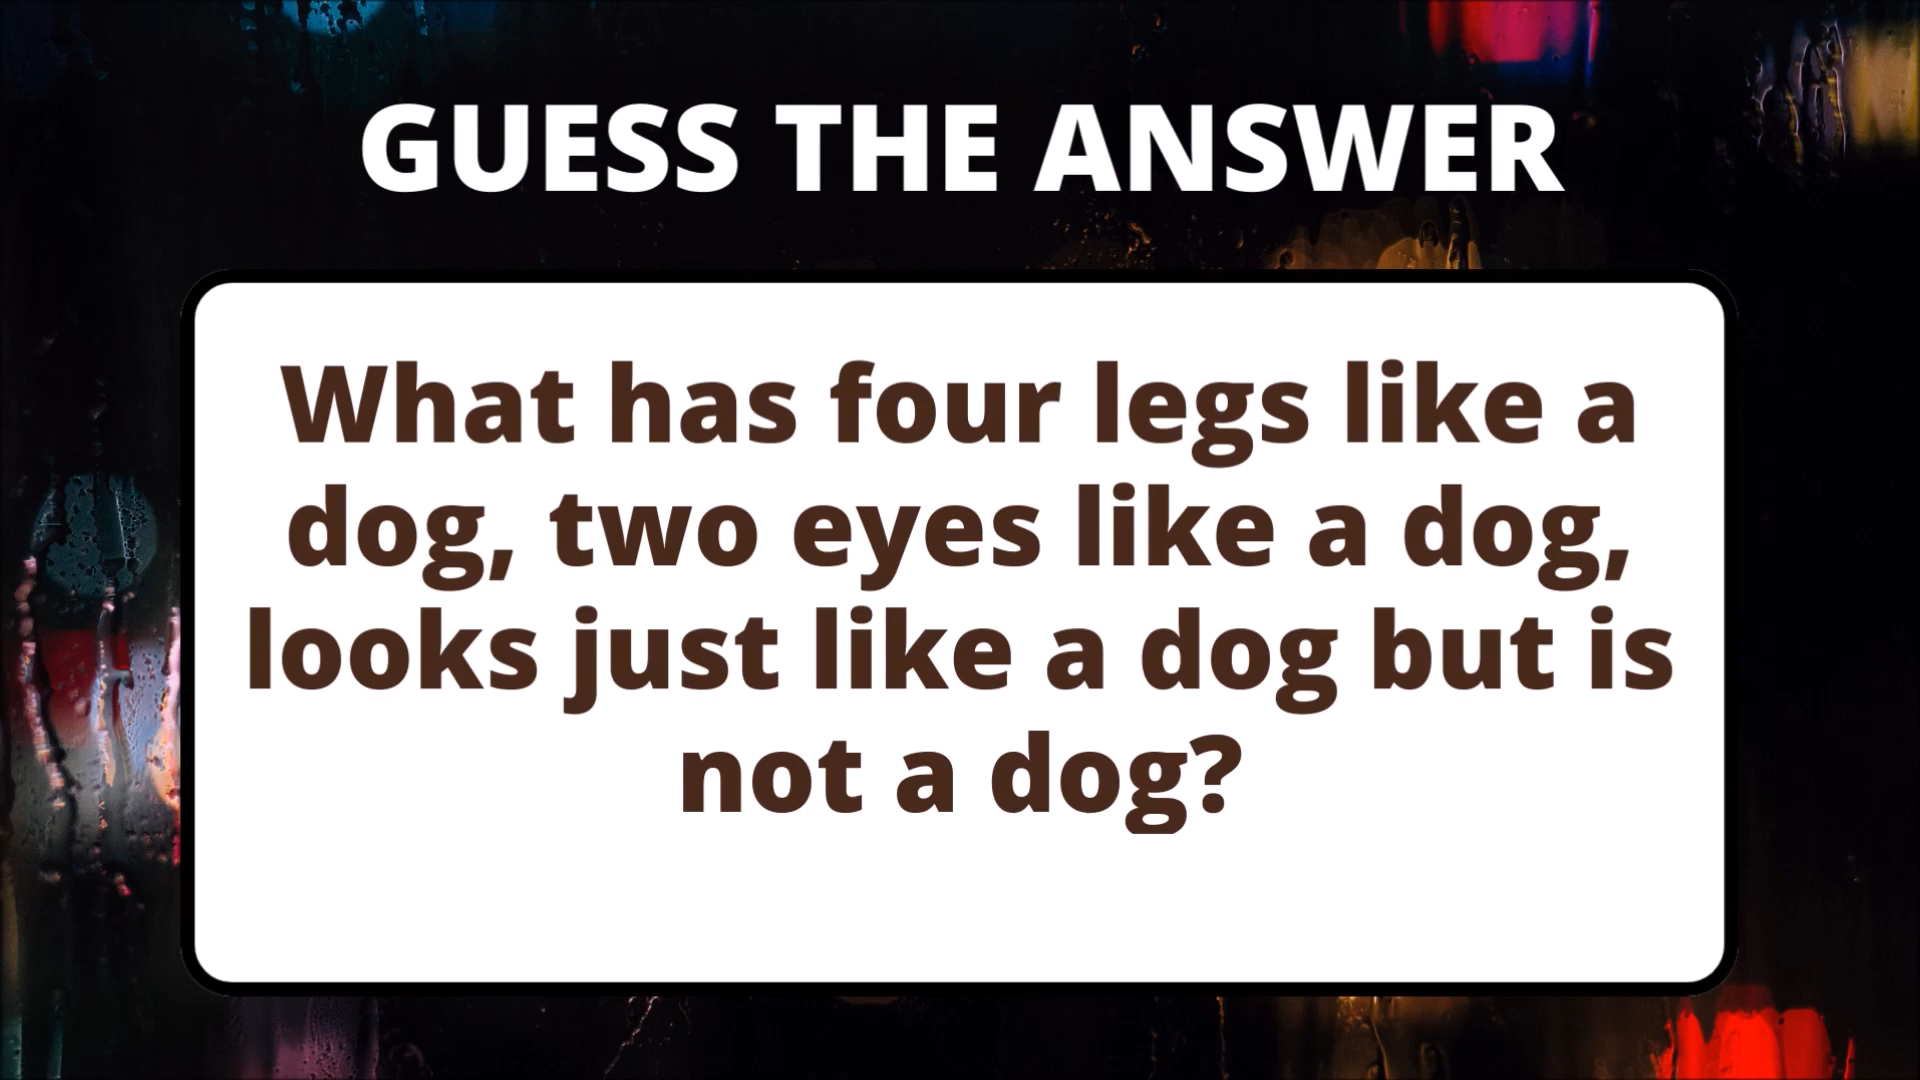 GUESS THE ANSWER
What has four legs like a
dog, two eyes like a dog,
looks just like a dog but is
not a dog?